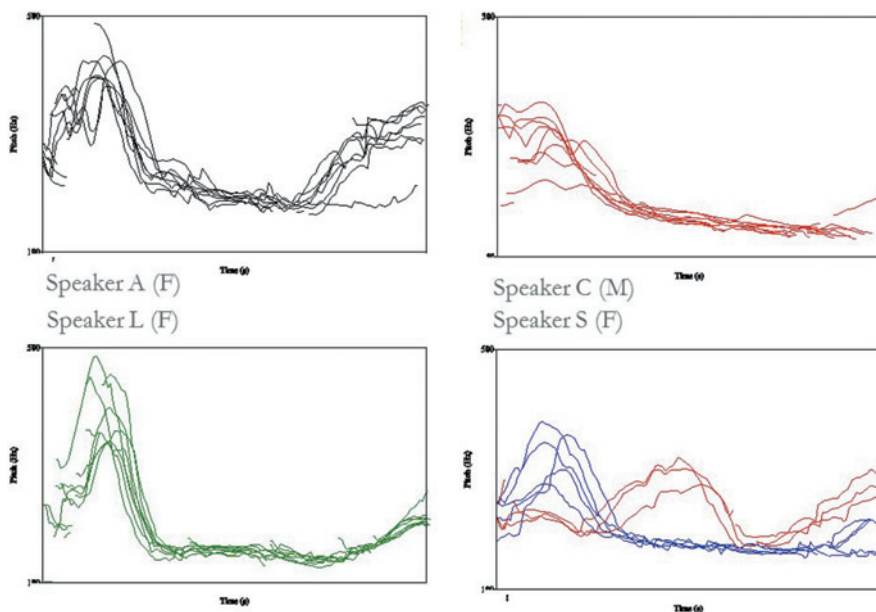 500
Pitch (Hz)
100
Time (s)
Speaker A (F)
Speaker L (F)
300
Pitch (Hz)
Time (s)
Speaker C (M)
Speaker S (F)
500
Pitch (Hz)
100
Time (s)
500
Pitch (Hz)
100
Time (s)